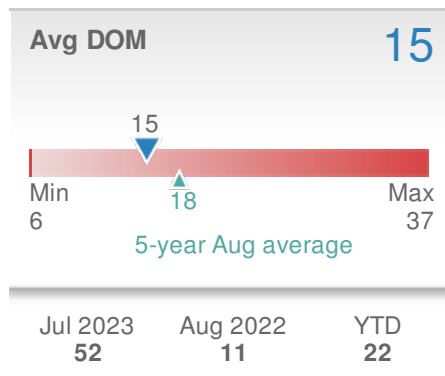 Avg DOM 15
15
Min Max
6 37
18
5-year Aug average
Jul 2023 Aug 2022 YTD
52 11 22